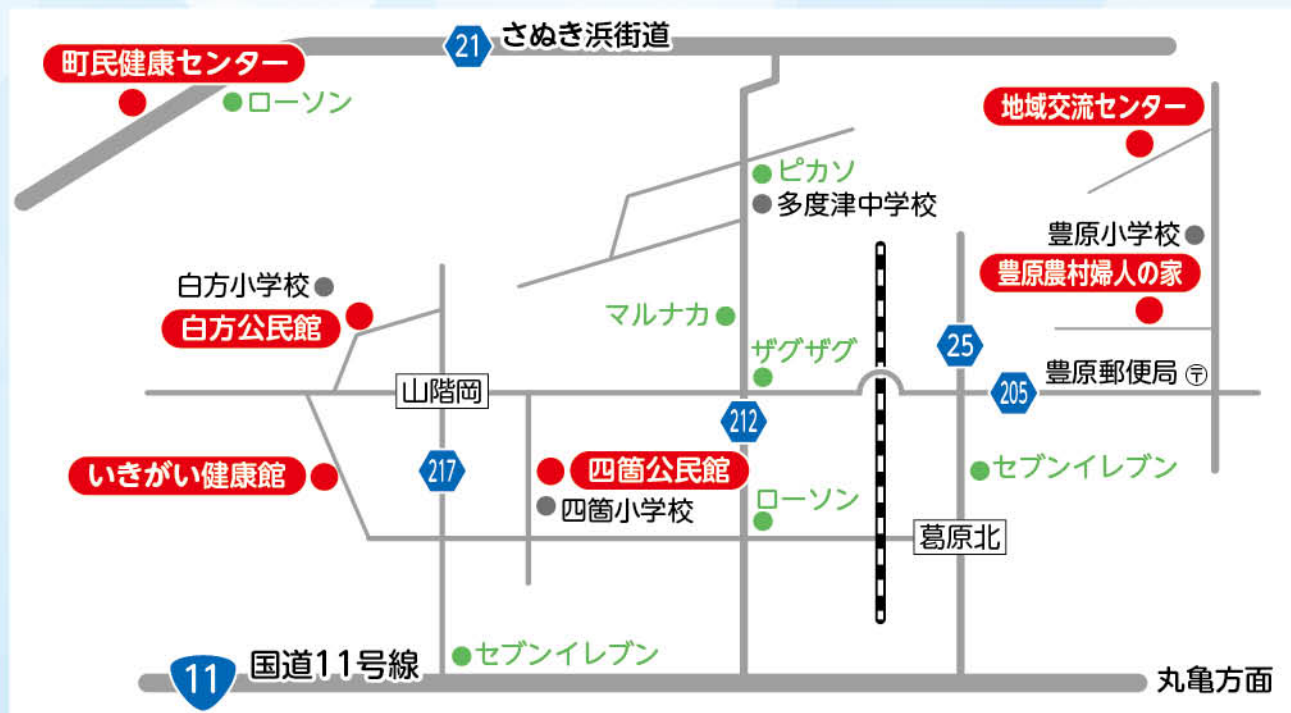 21
さぬき浜街道
町民健康センター
ローソン
地域交流センター
ピカソ
多度津中学校
豊原小学校
豊原農村婦人の家
白方小学校
白方公民館
マルナカ
ザグザグ
25
豊原郵便局 〒
205
山階岡
212
217
いきがい健康館
四箇公民館
四箇小学校
ローソン
セブンイレブン
葛原北
セブンイレブン
11
国道11号線
丸亀方面